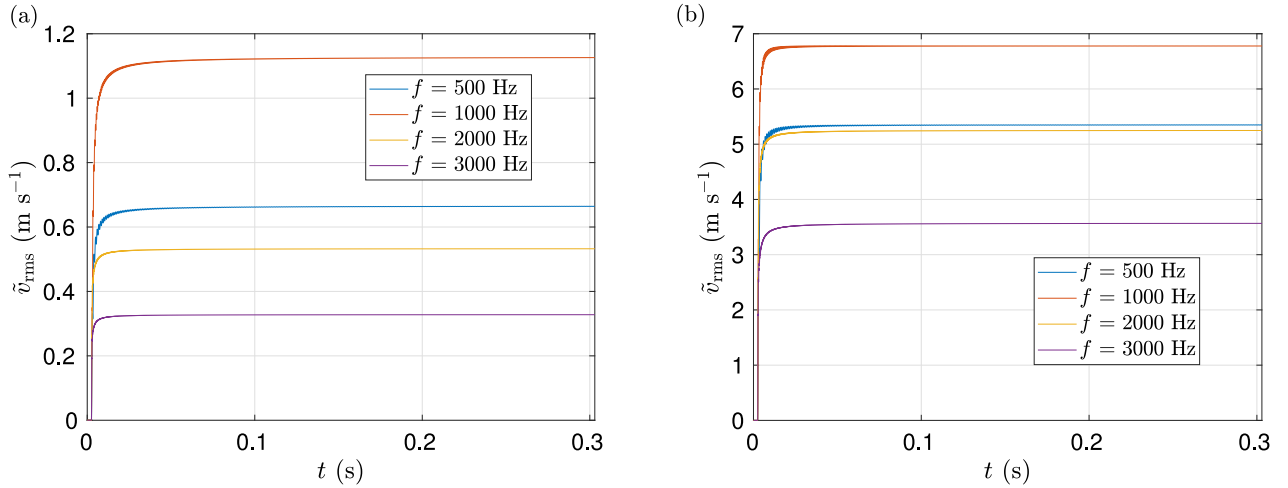 (a)
1.2
1
0.8
0.6
0.4
0.2
0
0
0.1
0.2
0.3
ṽrms (m s⁻¹)
t (s)
f = 500 Hz
f = 1000 Hz
f = 2000 Hz
f = 3000 Hz
(b)
7
6
5
4
3
2
1
0
0
0.1
0.2
0.3
ṽrms (m s⁻¹)
t (s)
f = 500 Hz
f = 1000 Hz
f = 2000 Hz
f = 3000 Hz